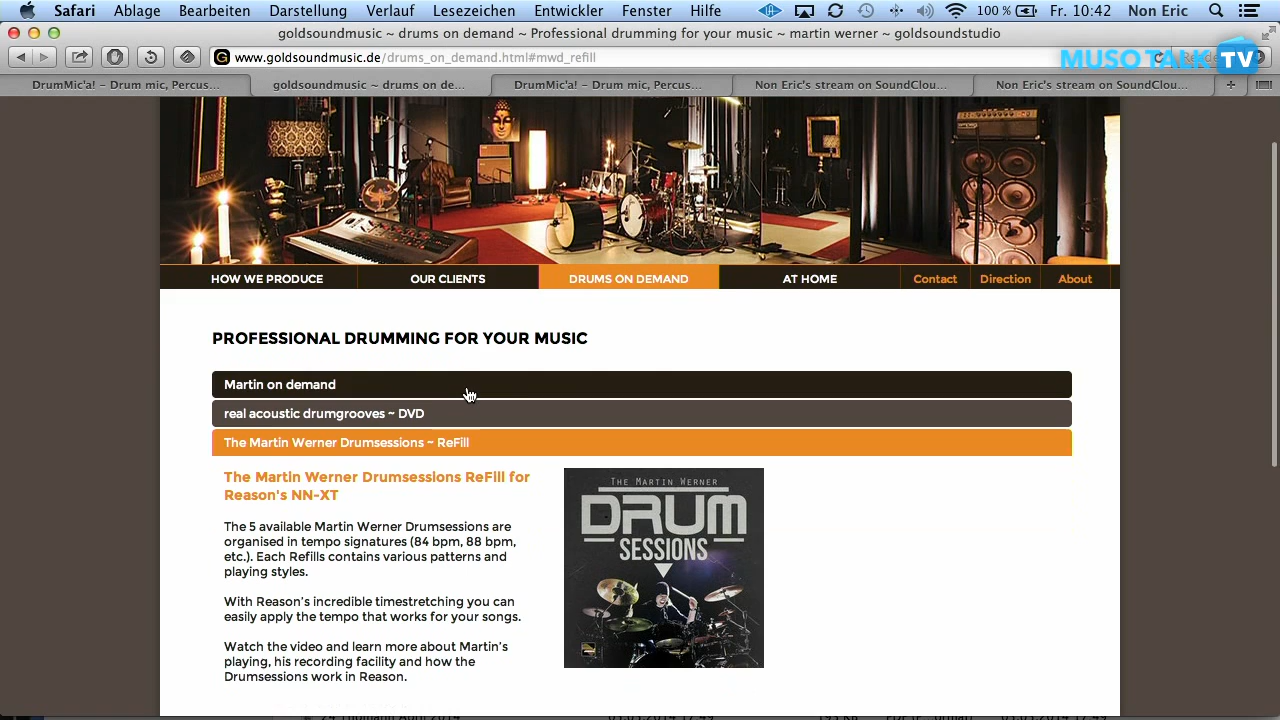 Safari Ablage Bearbeiten Darstellung Verlauf Lesezeichen Entwickler Fenster Hilfe 100 % Fr. 10:42 Non Eric
goldsoundmusic ~ drums on demand ~ Professional drumming for your music ~ martin werner ~ goldsoundstudio
www.goldsoundmusic.de/drums_on_demand.html#mwd_refill
MUSOTALK TV
DrumMic'a! – Drum mic, Percus... goldsoundmusic ~ drums on de... DrumMic'a! – Drum mic, Percus... Non Eric's stream on SoundClou... Non Eric's stream on SoundClou...
HOW WE PRODUCE OUR CLIENTS DRUMS ON DEMAND AT HOME Contact Direction About
PROFESSIONAL DRUMMING FOR YOUR MUSIC
Martin on demand
real acoustic drumgrooves ~ DVD
The Martin Werner Drumsessions ~ ReFill
The Martin Werner Drumsessions ReFill for
Reason's NN-XT
The 5 available Martin Werner Drumsessions are
organised in tempo signatures (84 bpm, 88 bpm,
etc.). Each Refills contains various patterns and
playing styles.
With Reason's incredible timestretching you can
easily apply the tempo that works for your songs.
Watch the video and learn more about Martin's
playing, his recording facility and how the
Drumsessions work in Reason.
THE MARTIN WERNER
DRUM
SESSIONS